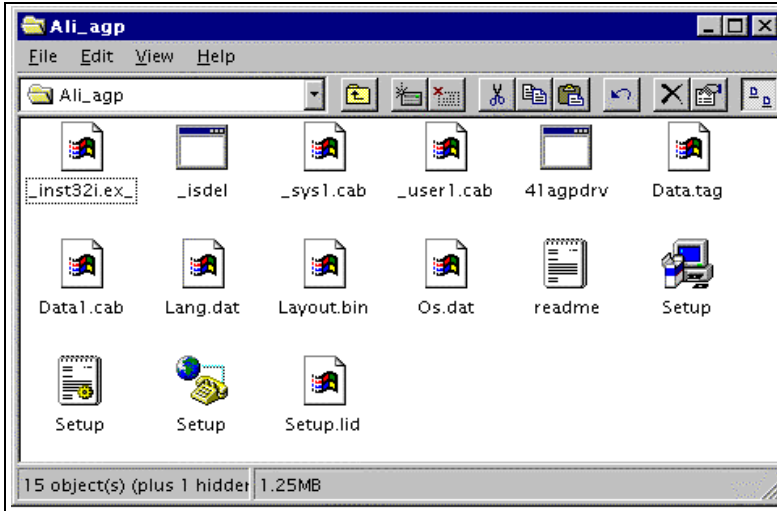 Ali_agp
File Edit View Help
Ali_agp
_inst32i.ex_ _isdel _sys1.cab _user1.cab 41agpdrv Data.tag
Data1.cab Lang.dat Layout.bin Os.dat readme Setup
Setup Setup Setup.lid
15 object(s) (plus 1 hidder 1.25MB